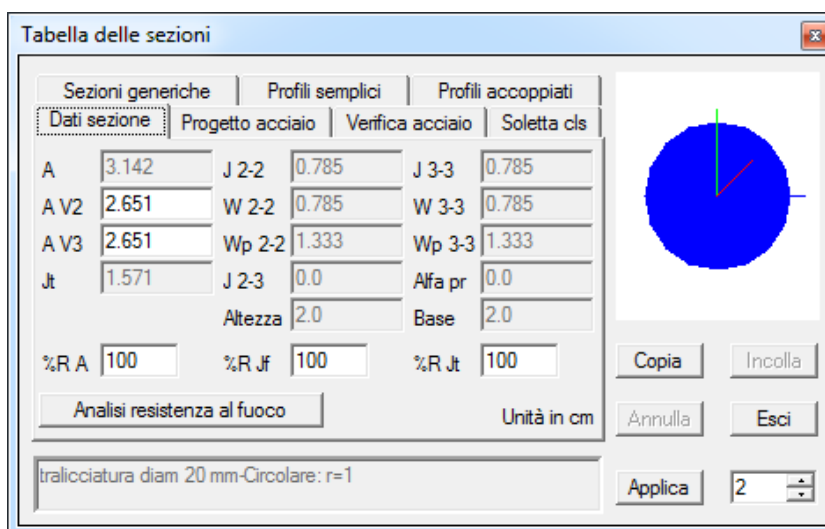 Tabella delle sezioni
Sezioni generiche Profili semplici Profili accoppiati
Dati sezione Progetto acciaio Verifica acciaio Soletta cls
A 3.142 J 2-2 0.785 J 3-3 0.785
A V2 2.651 W 2-2 0.785 W 3-3 0.785
A V3 2.651 Wp 2-2 1.333 Wp 3-3 1.333
Jt 1.571 J 2-3 0.0 Alfa pr 0.0
Altezza 2.0 Base 2.0
%R A 100 %R Jf 100 %R Jt 100
Analisi resistenza al fuoco Unità in cm
Copia Incolla
Annulla Esci
tralicciatura diam 20 mm-Circolare: r=1
Applica 2